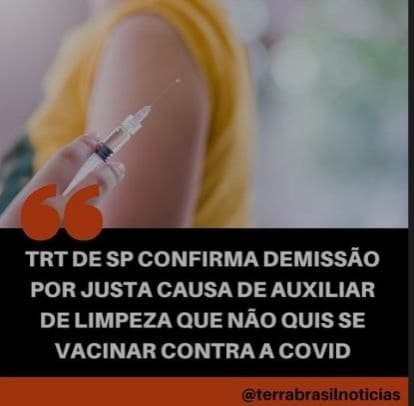 TRT DE SP CONFIRMA DEMISSÃO
POR JUSTA CAUSA DE AUXILIAR
DE LIMPEZA QUE NÃO QUIS SE
VACINAR CONTRA A COVID
@terrabrasilnoticias